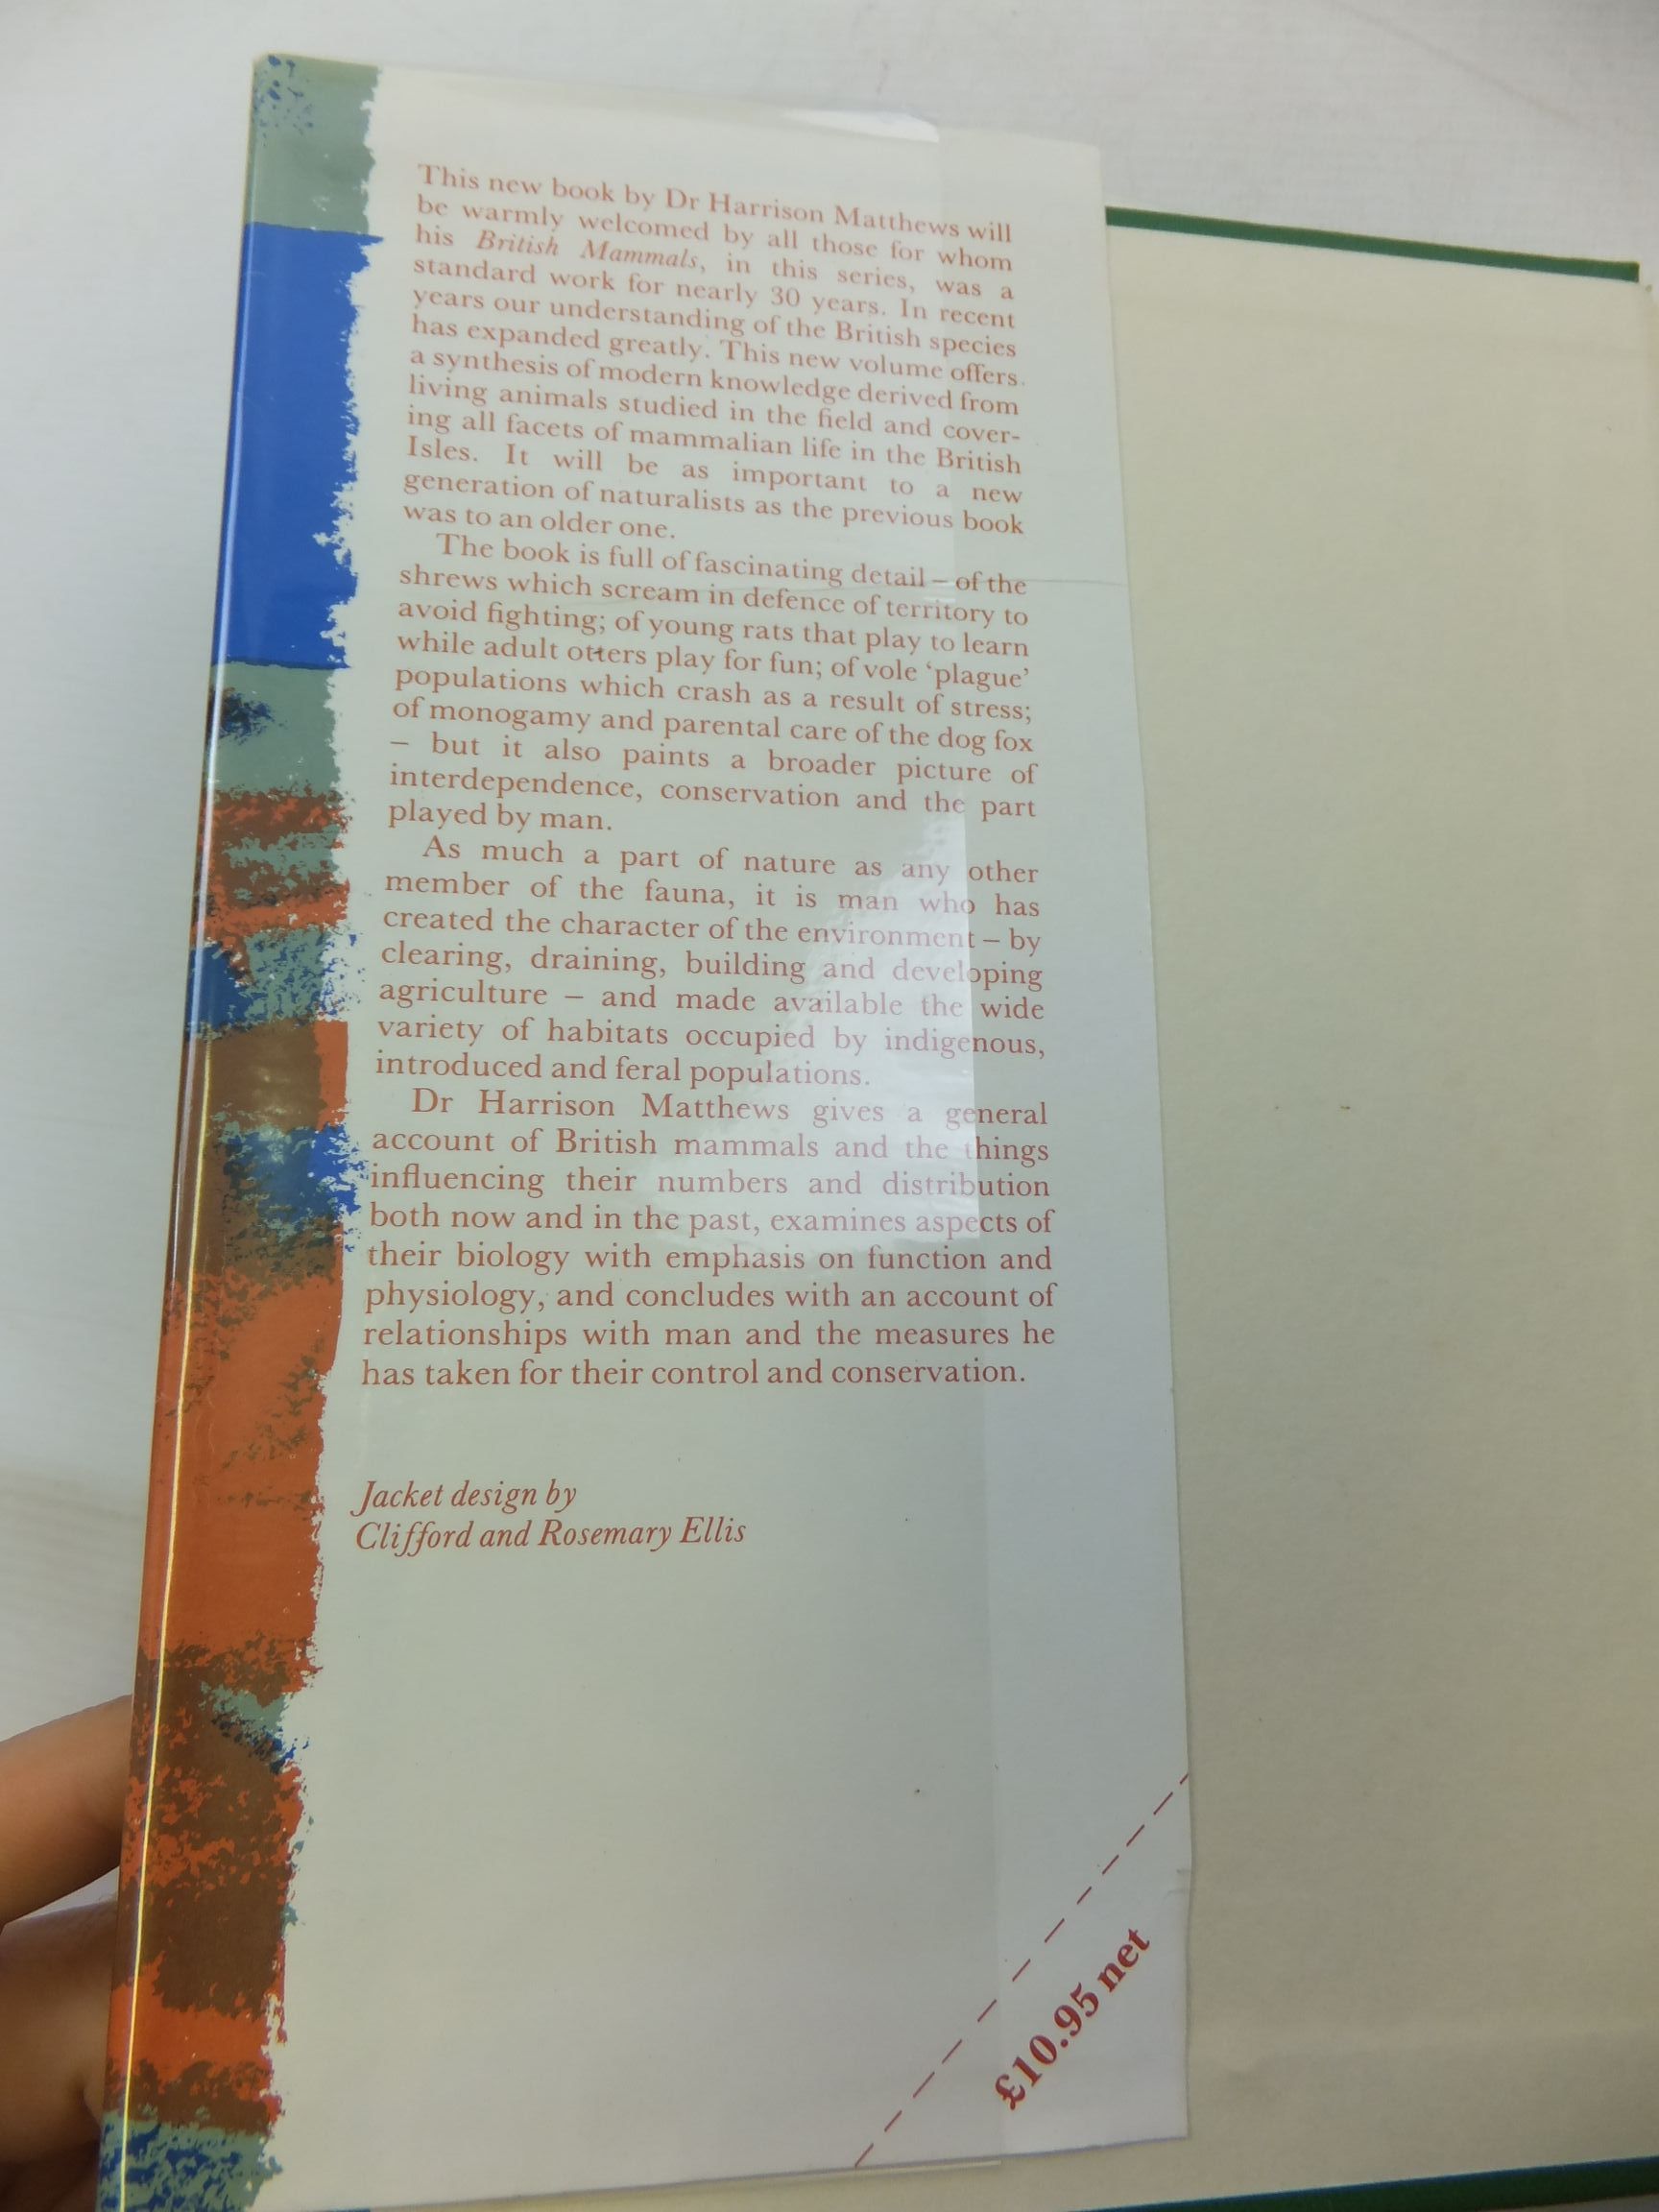 This new book by Dr Harrison Matthews will
be warmly welcomed by all those for whom
his British Mammals, in this series, was a
standard work for nearly 30 years. In recent
years our understanding of the British species
has expanded greatly. This new volume offers
a synthesis of modern knowledge derived from
living animals studied in the field and cover-
ing all facets of mammalian life in the British
Isles. It will be as important to a new
generation of naturalists as the previous book
was to an older one.
The book is full of fascinating detail – of the
shrews which scream in defence of territory to
avoid fighting; of young rats that play to learn
while adult otters play for fun; of vole ‘plague’
populations which crash as a result of stress;
of monogamy and parental care of the dog fox
– but it also paints a broader picture of
interdependence, conservation and the part
played by man.
As much a part of nature as any other
member of the fauna, it is man who has
created the character of the environment – by
clearing, draining, building and developing
agriculture – and made available the wide
variety of habitats occupied by indigenous,
introduced and feral populations.
Dr Harrison Matthews gives a general
account of British mammals and the things
influencing their numbers and distribution
both now and in the past, examines aspects of
their biology with emphasis on function and
physiology, and concludes with an account of
relationships with man and the measures he
has taken for their control and conservation.
Jacket design by
Clifford and Rosemary Ellis
£10.95 net